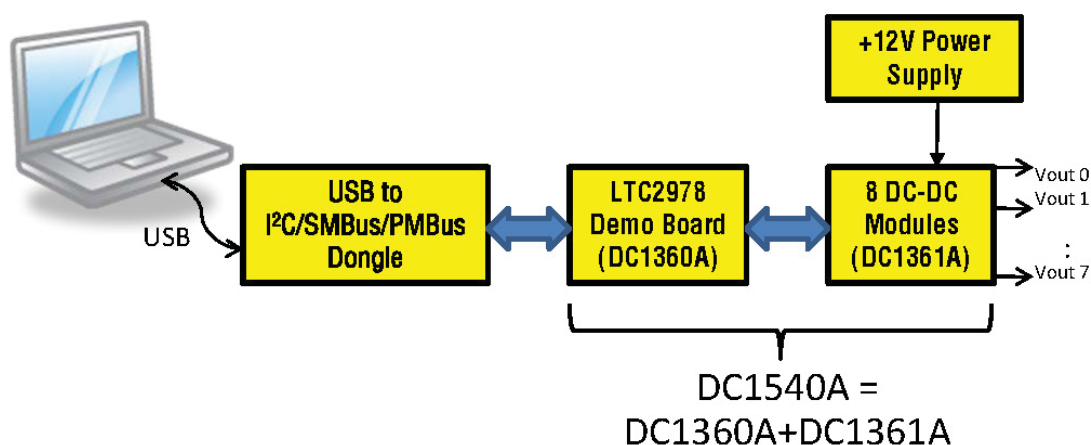 +12V Power
Supply
USB
USB to
I²C/SMBus/PMBus
Dongle
LTC2978
Demo Board
(DC1360A)
8 DC-DC
Modules
(DC1361A)
Vout 0
Vout 1
:
Vout 7
DC1540A =
DC1360A+DC1361A